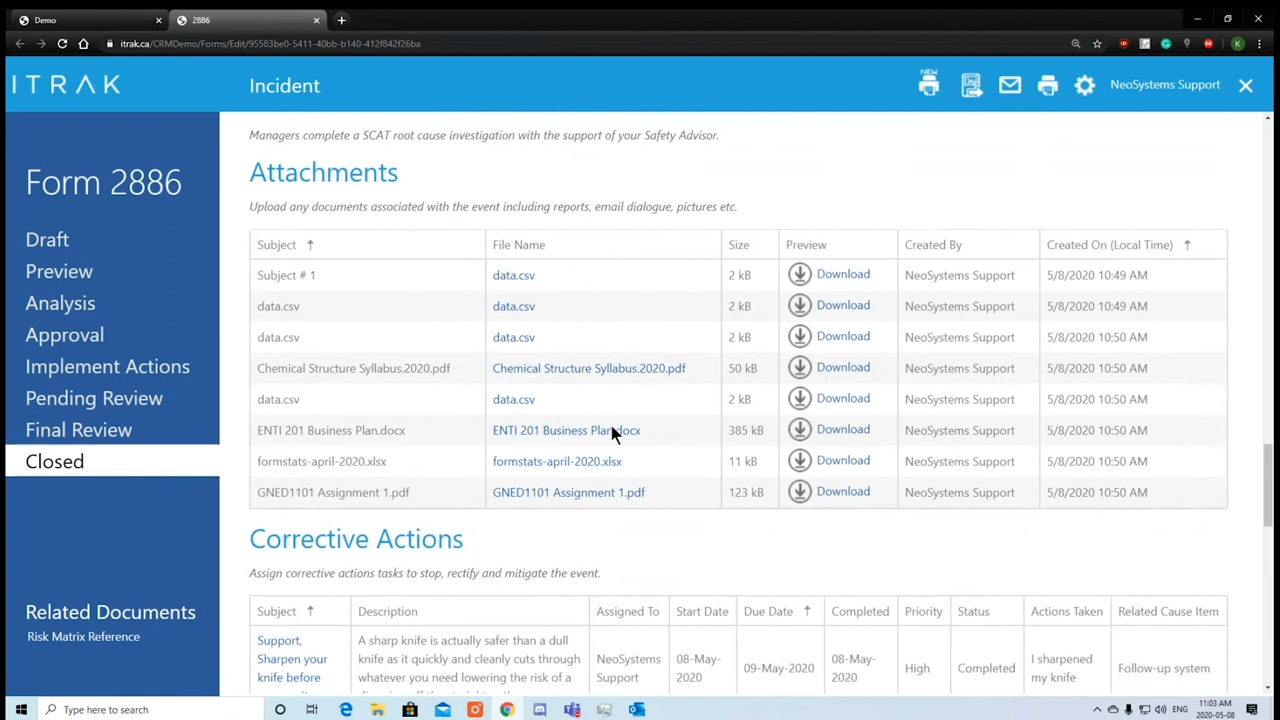 Demo
2886
itrak.ca/CRMDemo/Forms/Edit/95583be0-5411-40bb-b140-412f842f26ba
ITRAK
Incident
NEW
NeoSystems Support
Form 2886
Draft
Preview
Analysis
Approval
Implement Actions
Pending Review
Final Review
Closed
Related Documents
Risk Matrix Reference
Managers complete a SCAT root cause investigation with the support of your Safety Advisor.
Attachments
Upload any documents associated with the event including reports, email dialogue, pictures etc.
Subject File Name Size Preview Created By Created On (Local Time)
Subject # 1 data.csv 2 kB Download NeoSystems Support 5/8/2020 10:49 AM
data.csv data.csv 2 kB Download NeoSystems Support 5/8/2020 10:49 AM
data.csv data.csv 2 kB Download NeoSystems Support 5/8/2020 10:50 AM
Chemical Structure Syllabus.2020.pdf Chemical Structure Syllabus.2020.pdf 50 kB Download NeoSystems Support 5/8/2020 10:50 AM
data.csv data.csv 2 kB Download NeoSystems Support 5/8/2020 10:50 AM
ENTI 201 Business Plan.docx ENTI 201 Business Plan.docx 385 kB Download NeoSystems Support 5/8/2020 10:50 AM
formstats-april-2020.xlsx formstats-april-2020.xlsx 11 kB Download NeoSystems Support 5/8/2020 10:50 AM
GNED1101 Assignment 1.pdf GNED1101 Assignment 1.pdf 123 kB Download NeoSystems Support 5/8/2020 10:50 AM
Corrective Actions
Assign corrective actions tasks to stop, rectify and mitigate the event.
Subject Description Assigned To Start Date Due Date Completed Priority Status Actions Taken Related Cause Item
Support, A sharp knife is actually safer than a dull
Sharpen your knife as it quickly and cleanly cuts through NeoSystems 08-May- 09-May-2020 08-May- High Completed I sharpened Follow-up system
knife before whatever you need lowering the risk of a Support 2020 2020 my knife
Type here to search
11:03 AM
2020-05-08